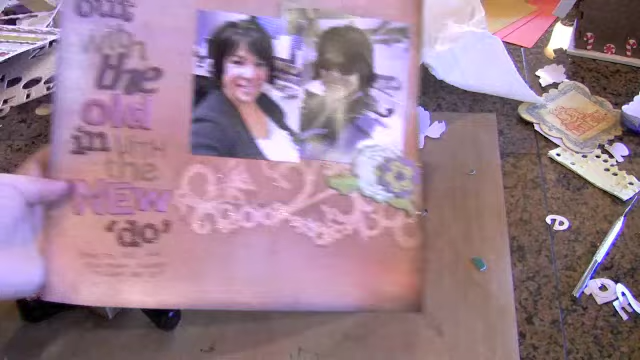 out
with
the
old
in with
the
NEW
'do'